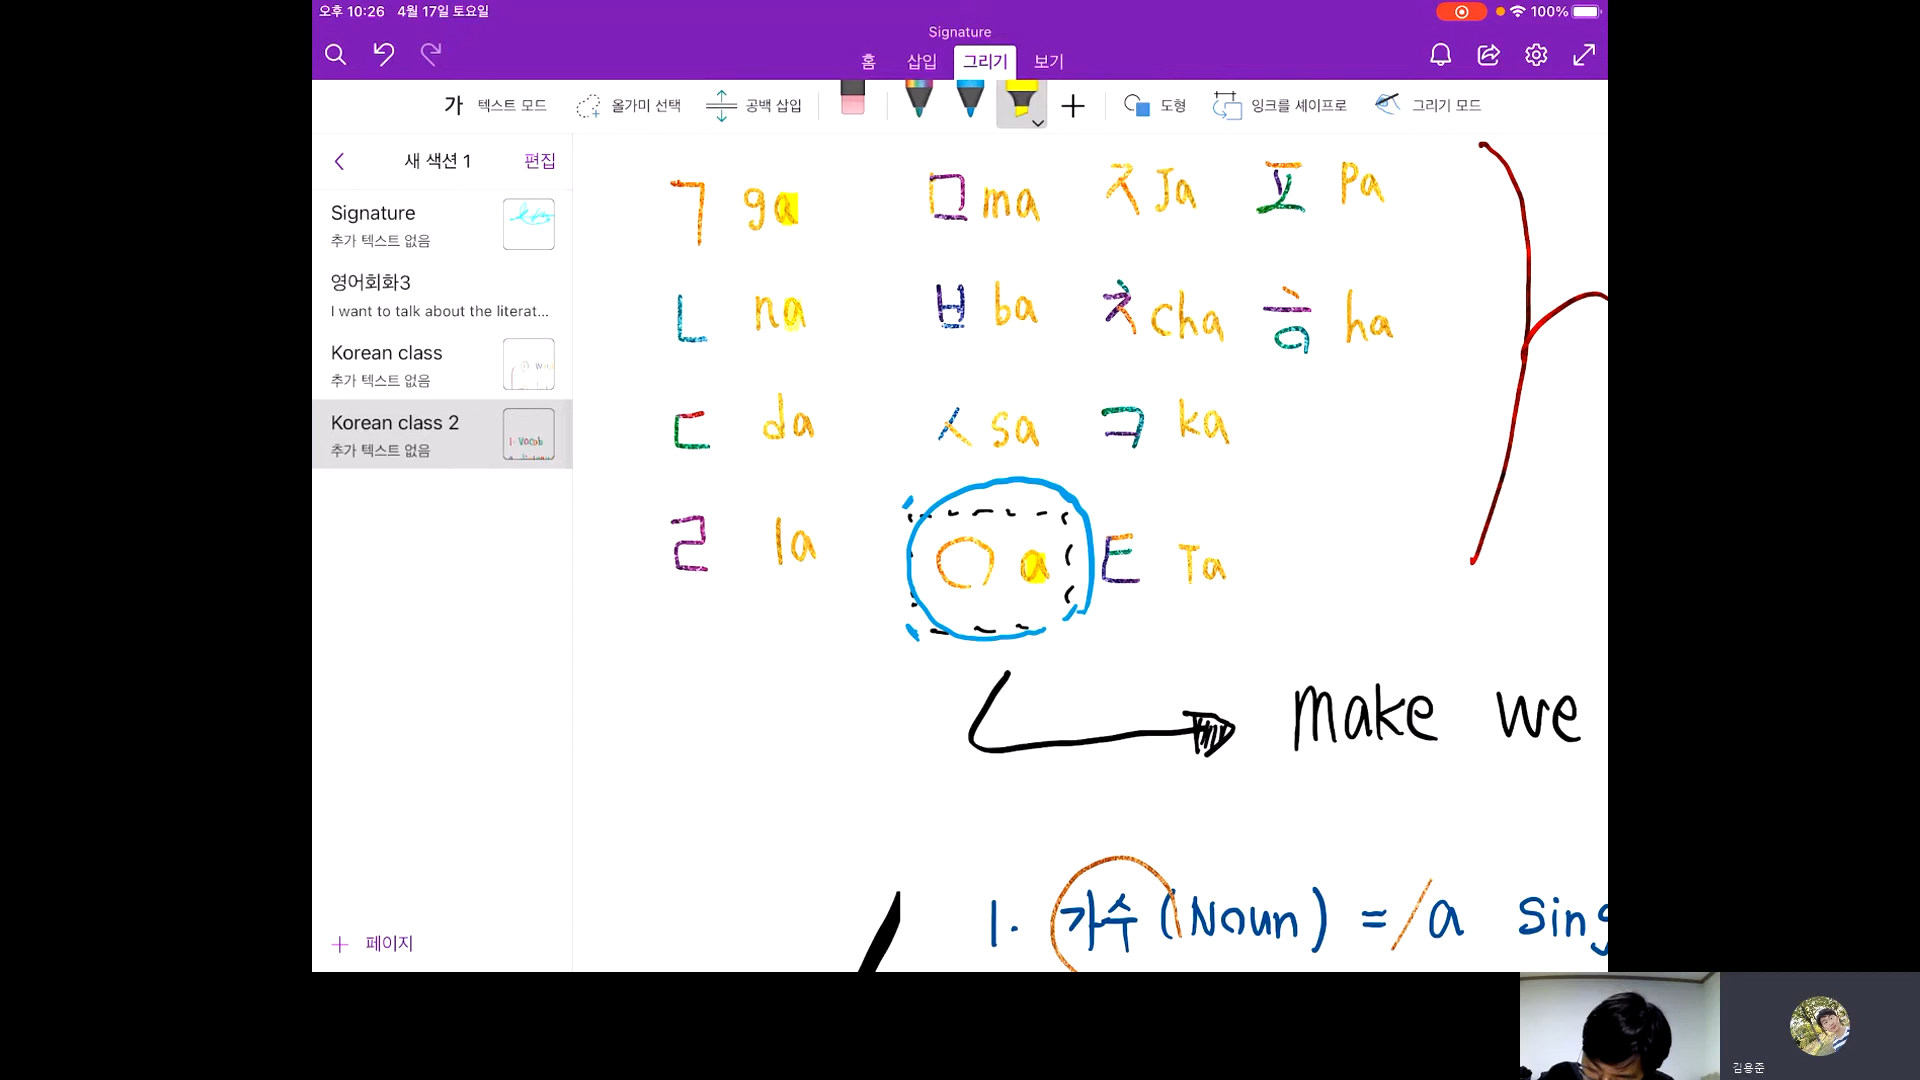 오후 10:26 4월 17일 토요일
100%
Signature
홈 삽입 그리기 보기
가 텍스트 모드 올가미 선택 공백 삽입 도형 잉크를 셰이프로 그리기 모드
새 섹션 1 편집
Signature
추가 텍스트 없음
영어회화3
I want to talk about the literat...
Korean class
추가 텍스트 없음
Korean class 2
추가 텍스트 없음
1. Vocab
페이지
ㄱ ga ㅁ ma ㅈ Ja ㅍ Pa
ㄴ na ㅂ ba ㅊ cha ㅎ ha
ㄷ da ㅅ sa ㅋ ka
ㄹ la ㅇ a ㅌ Ta
make we
1. 가수 (Noun) = a Sing
김용준